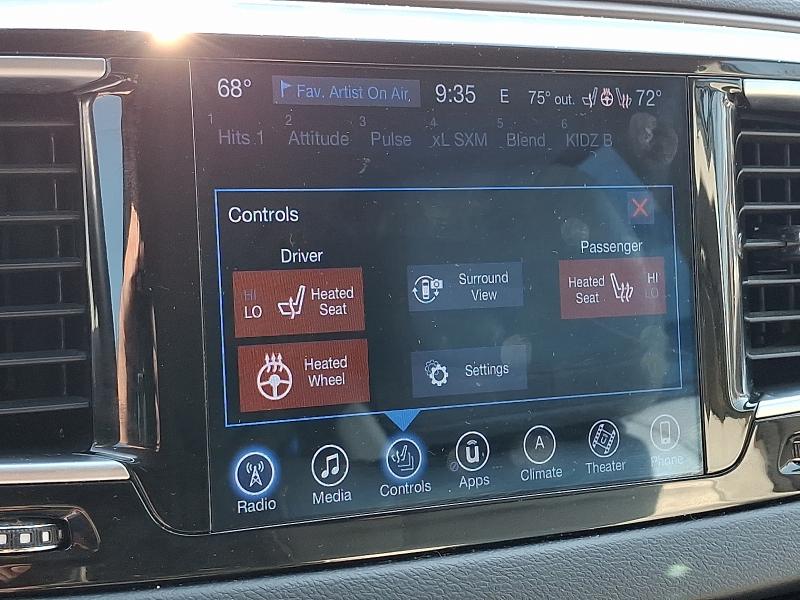 68° Fav. Artist On Air, 9:35 E 75° out. 72°
1 2 3 4 5 6
Hits 1 Attitude Pulse xL SXM Blend KIDZ B
Controls X
Driver Passenger
HI LO Heated Seat
Surround View
Heated Seat HI LO
Heated Wheel
Settings
Radio Media Controls Apps Climate Theater Phone
A